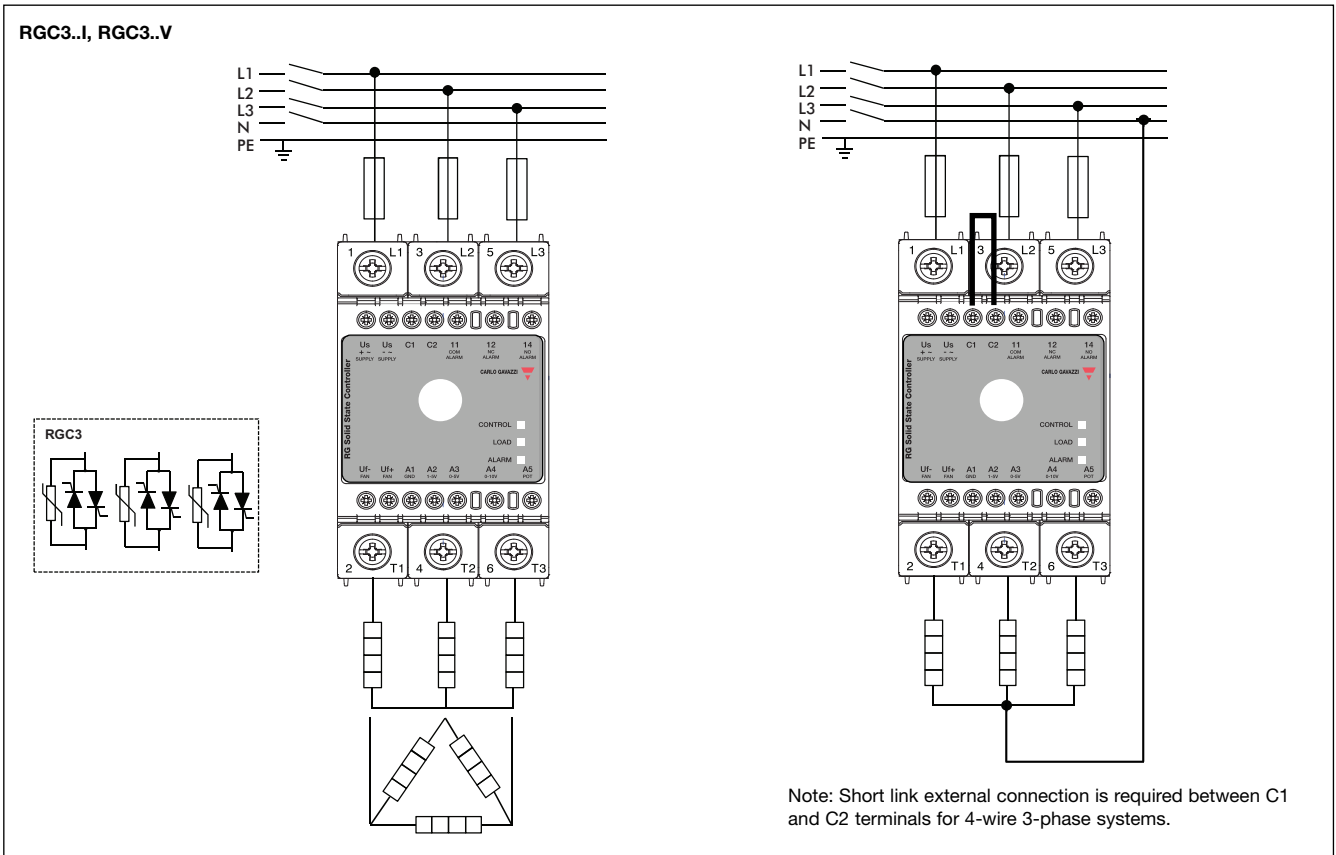 RGC3..I, RGC3..V
L1
L2
L3
N
PE
1 L1 3 L2 5 L3
Us Us C1 C2 11 12 14
+ ~ - ~ COM NC NO
SUPPLY SUPPLY ALARM ALARM ALARM
CARLO GAVAZZI
RG Solid State Controller
CONTROL
LOAD
ALARM
Uf- Uf+ A1 A2 A3 A4 A5
FAN FAN GND 1-5V 0-5V 0-10V POT
2 T1 4 T2 6 T3
RGC3
L1
L2
L3
N
PE
1 L1 3 L2 5 L3
Us Us C1 C2 11 12 14
+ ~ - ~ COM NC NO
SUPPLY SUPPLY ALARM ALARM ALARM
CARLO GAVAZZI
RG Solid State Controller
CONTROL
LOAD
ALARM
Uf- Uf+ A1 A2 A3 A4 A5
FAN FAN GND 1-5V 0-5V 0-10V POT
2 T1 4 T2 6 T3
Note: Short link external connection is required between C1
and C2 terminals for 4-wire 3-phase systems.